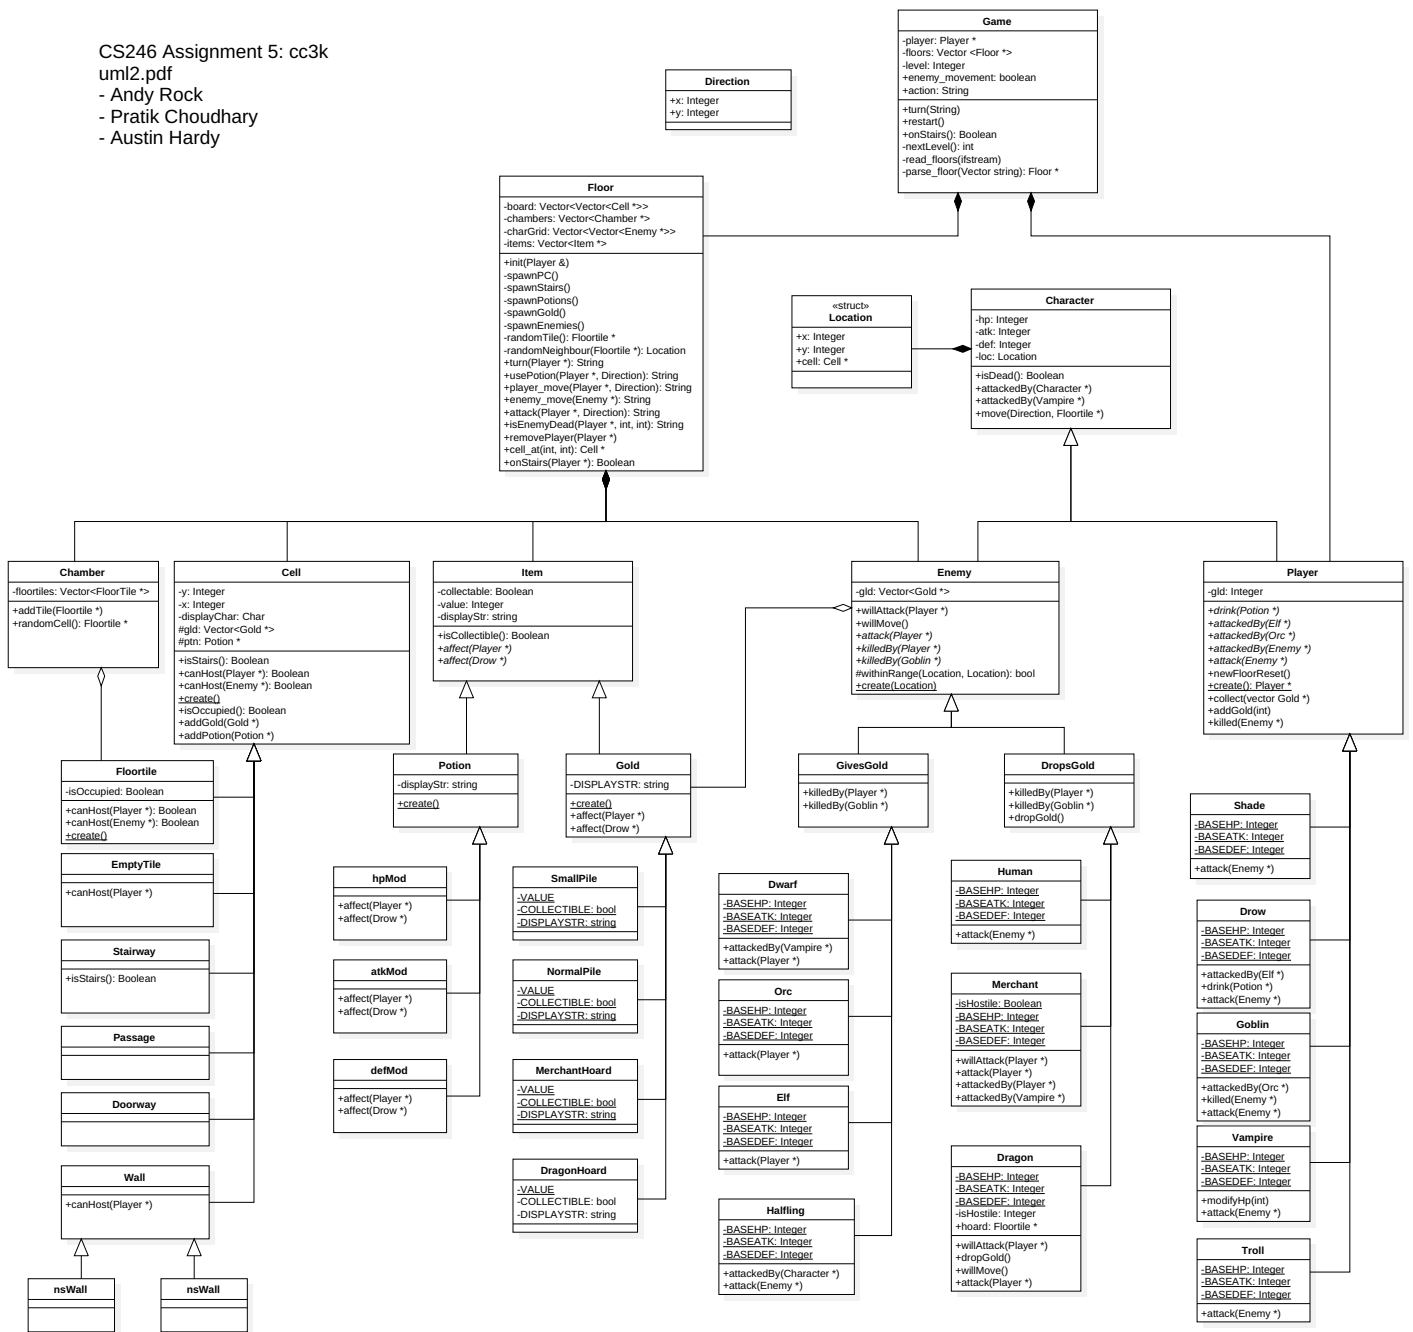 CS246 Assignment 5: cc3k
uml2.pdf
- Andy Rock
- Pratik Choudhary
- Austin Hardy
Direction
+x: Integer
+y: Integer
Game
-player: Player *
-floors: Vector <Floor *>
-level: Integer
+enemy_movement: boolean
+action: String
+turn(String)
+restart()
+onStairs(): Boolean
-nextLevel(): int
-read_floors(ifstream)
-parse_floor(Vector string): Floor *
Floor
-board: Vector<Vector<Cell *>>
-chambers: Vector<Chamber *>
-charGrid: Vector<Vector<Enemy *>>
-items: Vector<Item *>
+init(Player &)
-spawnPC()
-spawnStairs()
-spawnPotions()
-spawnGold()
-spawnEnemies()
-randomTile(): Floortile *
-randomNeighbour(Floortile *): Location
+turn(Player *): String
+usePotion(Player *, Direction): String
+player_move(Player *, Direction): String
+enemy_move(Enemy *): String
+attack(Player *, Direction): String
+isEnemyDead(Player *, int, int): String
+removePlayer(Player *)
+cell_at(int, int): Cell *
+onStairs(Player *): Boolean
«struct»
Location
+x: Integer
+y: Integer
+cell: Cell *
Character
-hp: Integer
-atk: Integer
-def: Integer
-loc: Location
+isDead(): Boolean
+attackedBy(Character *)
+attackedBy(Vampire *)
+move(Direction, Floortile *)
Chamber
-floortiles: Vector<FloorTile *>
+addTile(Floortile *)
+randomCell(): Floortile *
Cell
-y: Integer
-x: Integer
-displayChar: Char
#gld: Vector<Gold *>
#ptn: Potion *
+isStairs(): Boolean
+canHost(Player *): Boolean
+canHost(Enemy *): Boolean
+create()
+isOccupied(): Boolean
+addGold(Gold *)
+addPotion(Potion *)
Item
-collectable: Boolean
-value: Integer
-displayStr: string
+isCollectible(): Boolean
+affect(Player *)
+affect(Drow *)
Enemy
-gld: Vector<Gold *>
+willAttack(Player *)
+willMove()
+attack(Player *)
+killedBy(Player *)
+killedBy(Goblin *)
#withinRange(Location, Location): bool
+create(Location)
Player
-gld: Integer
+drink(Potion *)
+attackedBy(Elf *)
+attackedBy(Orc *)
+attackedBy(Enemy *)
+attack(Enemy *)
+newFloorReset()
+create(): Player *
+collect(vector Gold *)
+addGold(int)
+killed(Enemy *)
Floortile
-isOccupied: Boolean
+canHost(Player *): Boolean
+canHost(Enemy *): Boolean
+create()
EmptyTile
+canHost(Player *)
Stairway
+isStairs(): Boolean
Passage
Doorway
Wall
+canHost(Player *)
nsWall
nsWall
Potion
-displayStr: string
+create()
hpMod
+affect(Player *)
+affect(Drow *)
atkMod
+affect(Player *)
+affect(Drow *)
defMod
+affect(Player *)
+affect(Drow *)
Gold
-DISPLAYSTR: string
+create()
+affect(Player *)
+affect(Drow *)
SmallPile
-VALUE
-COLLECTIBLE: bool
-DISPLAYSTR: string
NormalPile
-VALUE
-COLLECTIBLE: bool
-DISPLAYSTR: string
MerchantHoard
-VALUE
-COLLECTIBLE: bool
-DISPLAYSTR: string
DragonHoard
-VALUE
-COLLECTIBLE: bool
-DISPLAYSTR: string
GivesGold
+killedBy(Player *)
+killedBy(Goblin *)
Dwarf
-BASEHP: Integer
-BASEATK: Integer
-BASEDEF: Integer
+attackedBy(Vampire *)
+attack(Player *)
Orc
-BASEHP: Integer
-BASEATK: Integer
-BASEDEF: Integer
+attack(Player *)
Elf
-BASEHP: Integer
-BASEATK: Integer
-BASEDEF: Integer
+attack(Player *)
Halfling
-BASEHP: Integer
-BASEATK: Integer
-BASEDEF: Integer
+attackedBy(Character *)
+attack(Enemy *)
DropsGold
+killedBy(Player *)
+killedBy(Goblin *)
+dropGold()
Human
-BASEHP: Integer
-BASEATK: Integer
-BASEDEF: Integer
+attack(Enemy *)
Merchant
-isHostile: Boolean
-BASEHP: Integer
-BASEATK: Integer
-BASEDEF: Integer
+willAttack(Player *)
+attack(Player *)
+attackedBy(Player *)
+attackedBy(Vampire *)
Dragon
-BASEHP: Integer
-BASEATK: Integer
-BASEDEF: Integer
-isHostile: Integer
+hoard: Floortile *
+willAttack(Player *)
+dropGold()
+willMove()
+attack(Player *)
Shade
-BASEHP: Integer
-BASEATK: Integer
-BASEDEF: Integer
+attack(Enemy *)
Drow
-BASEHP: Integer
-BASEATK: Integer
-BASEDEF: Integer
+attackedBy(Elf *)
+drink(Potion *)
+attack(Enemy *)
Goblin
-BASEHP: Integer
-BASEATK: Integer
-BASEDEF: Integer
+attackedBy(Orc *)
+killed(Enemy *)
+attack(Enemy *)
Vampire
-BASEHP: Integer
-BASEATK: Integer
-BASEDEF: Integer
+modifyHp(int)
+attack(Enemy *)
Troll
-BASEHP: Integer
-BASEATK: Integer
-BASEDEF: Integer
+attack(Enemy *)